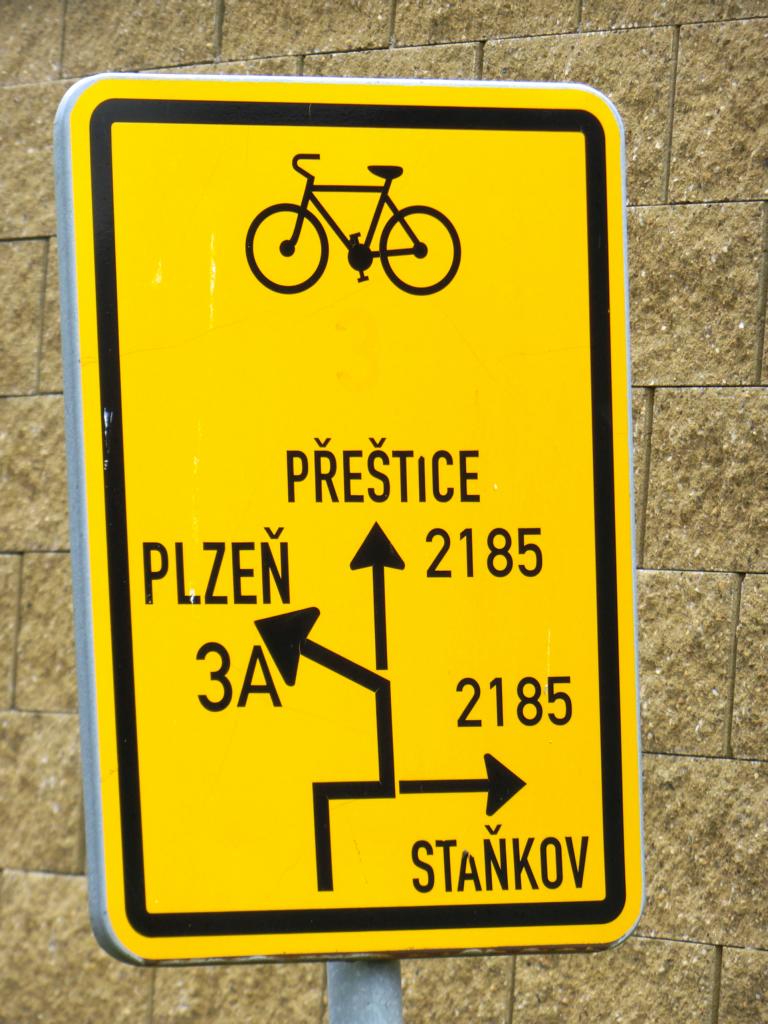 PŘEŠTICE
2185
PLZEŇ
3A
2185
STAŇKOV